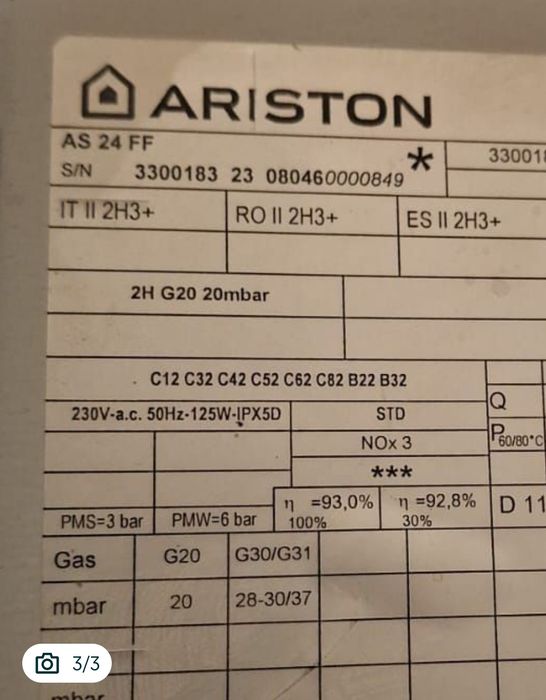 ARISTON
AS 24 FF
S/N 3300183 23 080460000849 *
IT II 2H3+ RO II 2H3+ ES II 2H3+
2H G20 20mbar
C12 C32 C42 C52 C62 C82 B22 B32
230V-a.c. 50Hz-125W-IPX5D STD
Q
NOx 3
P60/80°C
***
PMS=3 bar PMW=6 bar η =93,0% 100% η =92,8% 30% D 11
Gas G20 G30/G31
mbar 20 28-30/37
mbar
3/3